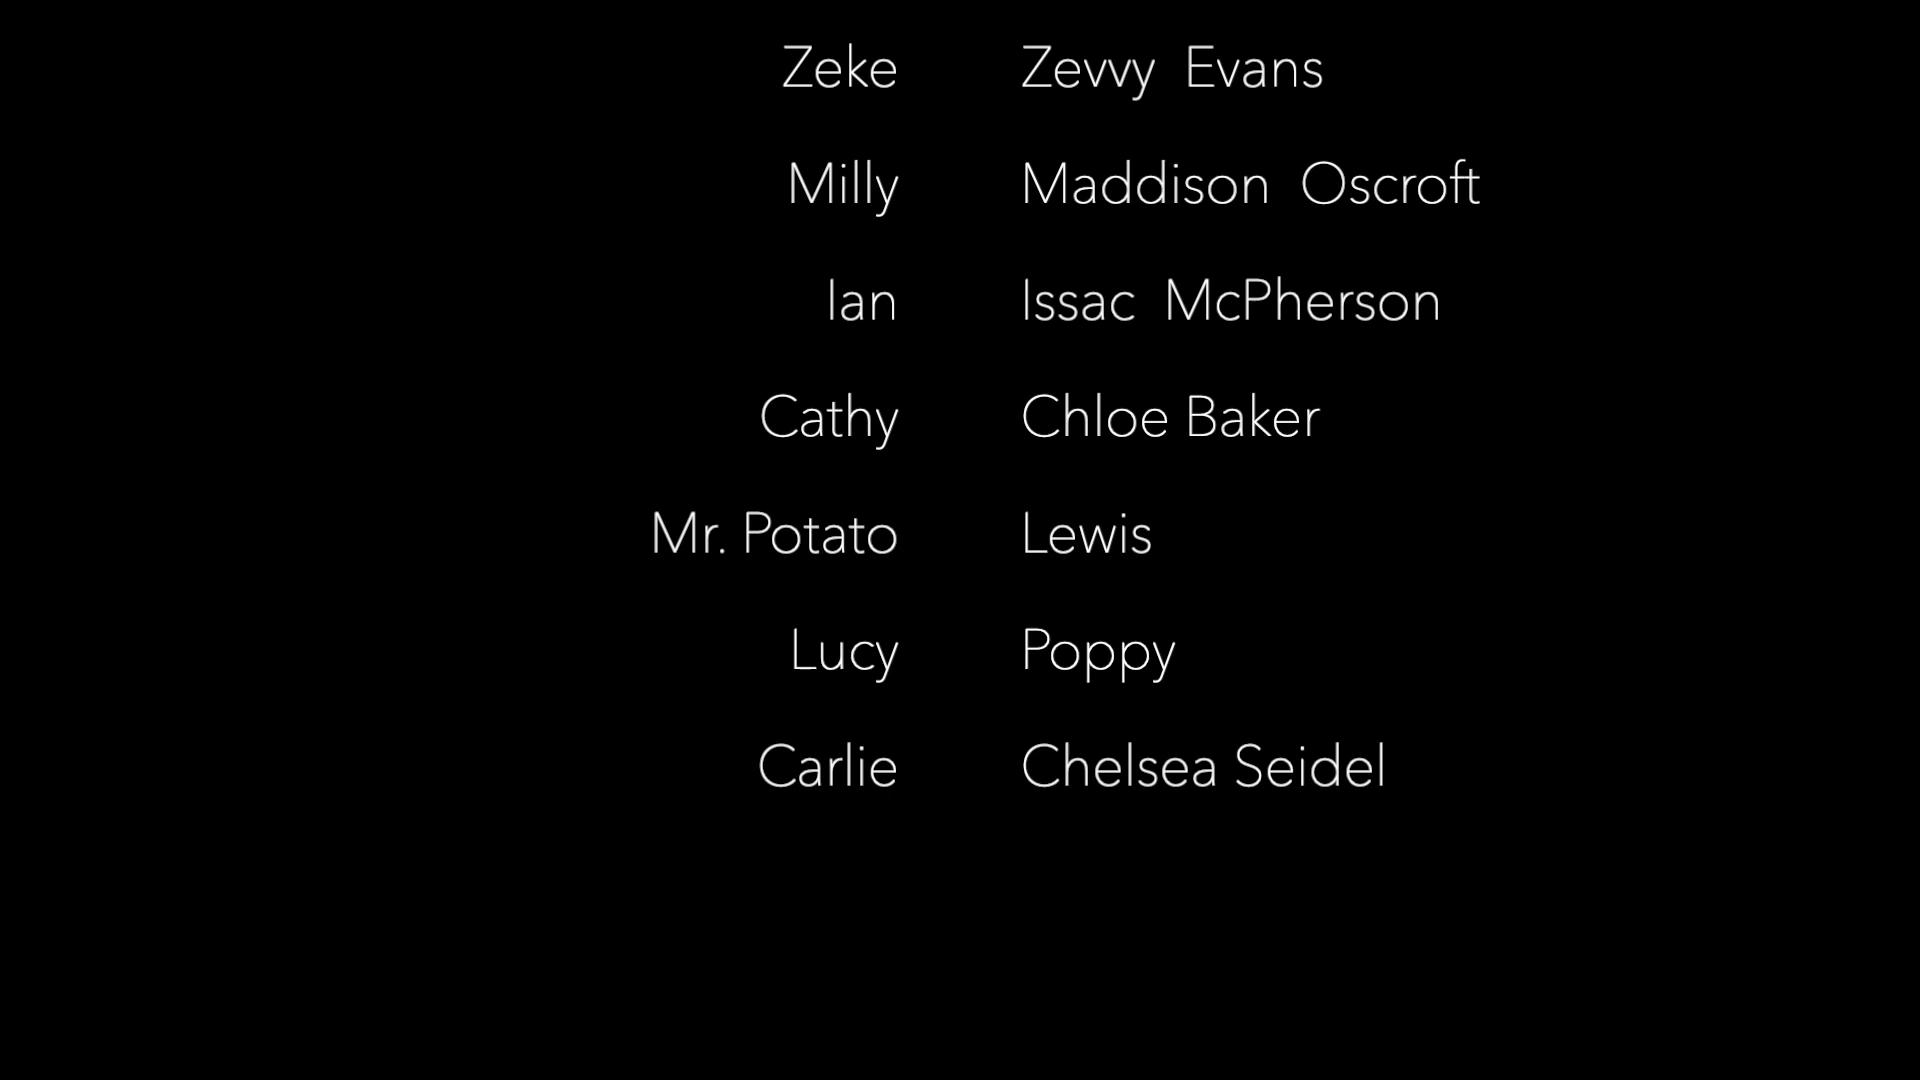 Zeke Zevvy Evans
Milly Maddison Oscroft
Ian Issac McPherson
Cathy Chloe Baker
Mr. Potato Lewis
Lucy Poppy
Carlie Chelsea Seidel